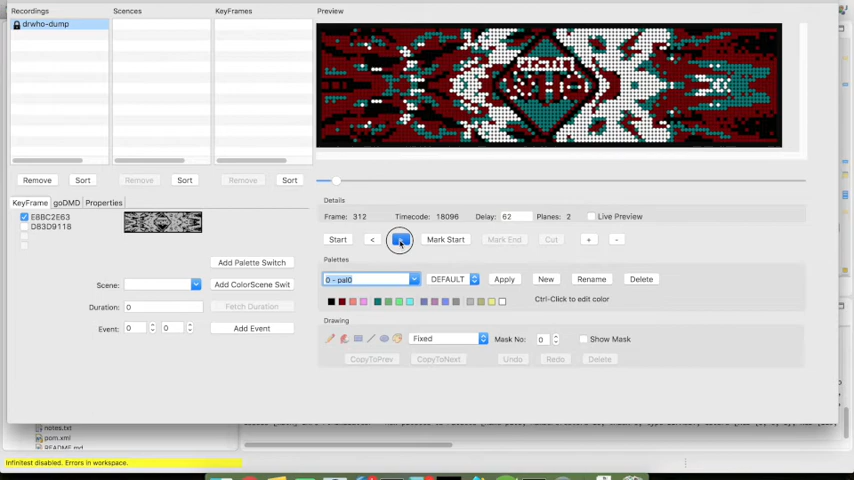 Recordings Scences KeyFrames Preview
drwho-dump
Remove Sort Remove Sort Remove Sort
Details
Frame: 312 Timecode: 18096 Delay: 62 Planes: 2 Live Preview
KeyFrame goDMD Properties
E8BC2E63
D83D9118
Start < Mark Start Mark End Cut + -
Add Palette Switch
Palettes
0 - pal0 DEFAULT Apply New Rename Delete
Scene: Add ColorScene Swit
Duration: 0 Fetch Duration
Ctrl-Click to edit color
Event: 0 0 Add Event
Drawing
Fixed Mask No: 0 Show Mask
CopyToPrev CopyToNext Undo Redo Delete
notes.txt
pom.xml
README.md
Infinitest disabled. Errors in workspace.